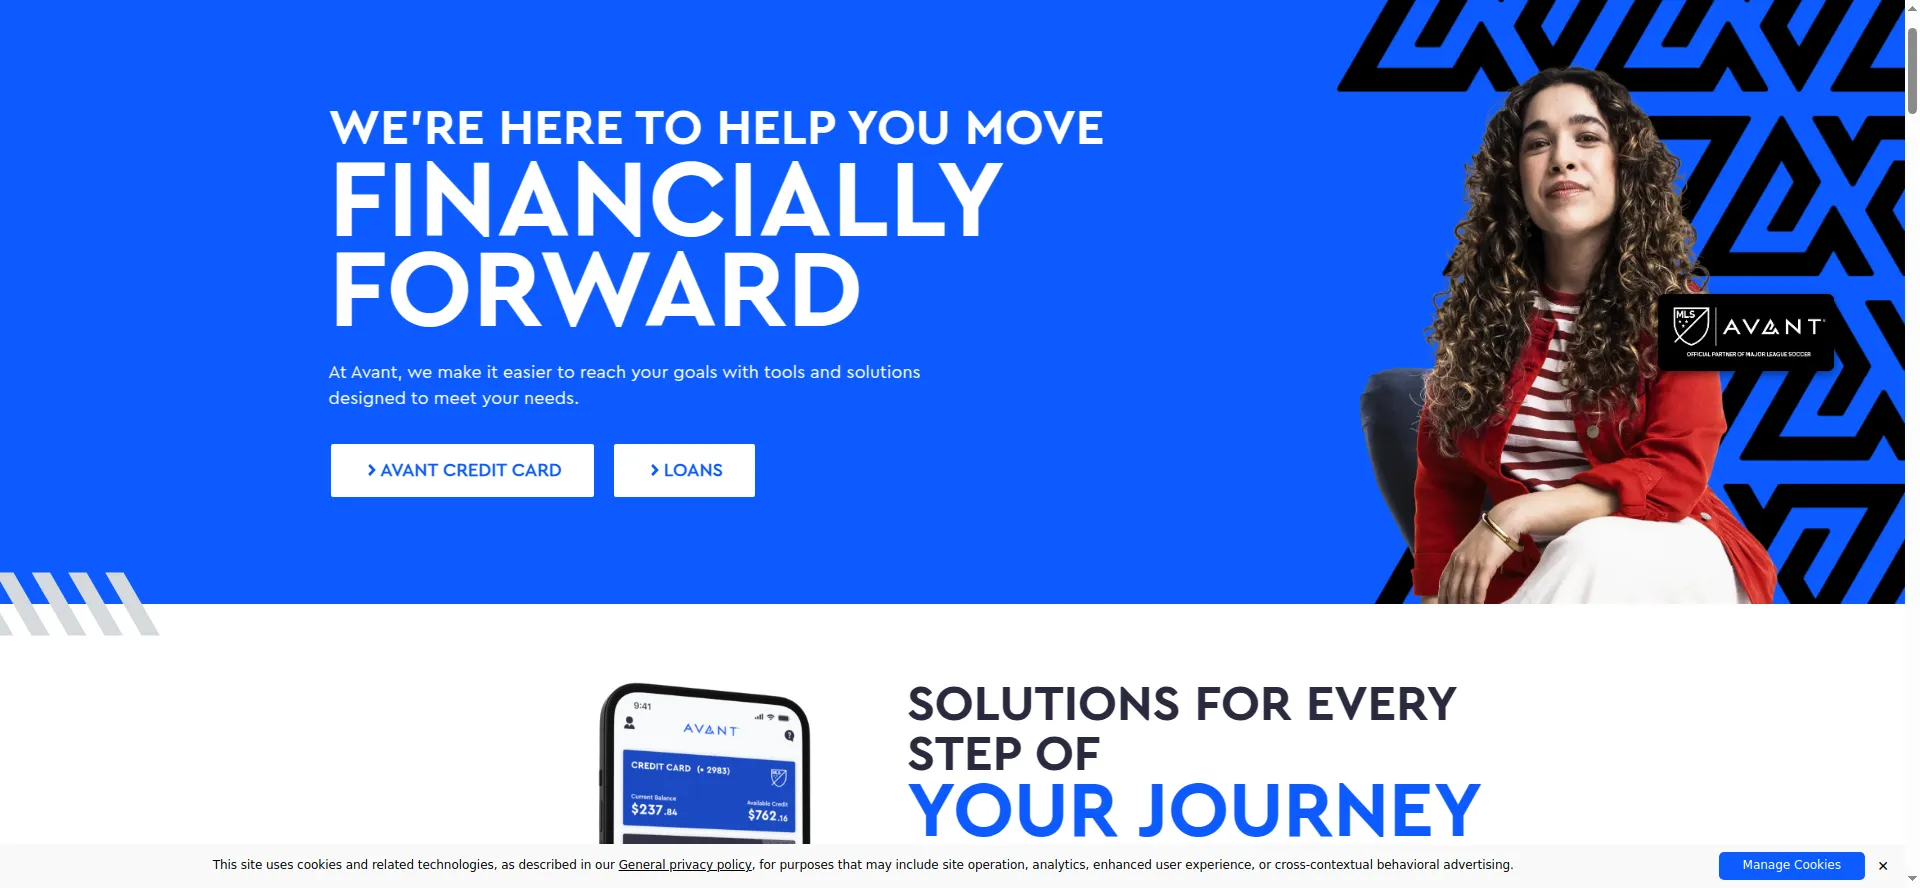 WE'RE HERE TO HELP YOU MOVE
FINANCIALLY
FORWARD
At Avant, we make it easier to reach your goals with tools and solutions
designed to meet your needs.
AVANT CREDIT CARD
LOANS
MLS
AVANT
OFFICIAL PARTNER OF MAJOR LEAGUE SOCCER
SOLUTIONS FOR EVERY
STEP OF
YOUR JOURNEY
9:41
AVANT
CREDIT CARD (• 2983)
MLS
Current Balance
$237.84
Available Credit
$762.16
This site uses cookies and related technologies, as described in our General privacy policy, for purposes that may include site operation, analytics, enhanced user experience, or cross-contextual behavioral advertising.
Manage Cookies
×